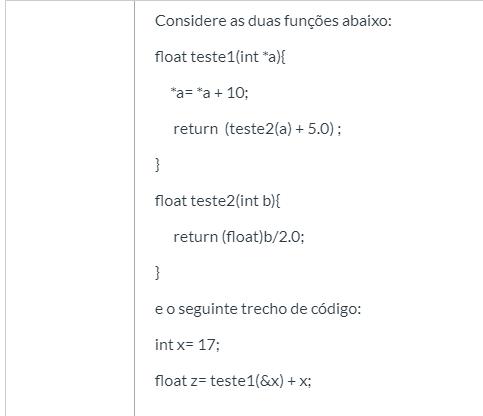 Considere as duas funções abaixo:
float teste1(int *a){
*a= *a + 10;
return (teste2(a) + 5.0) ;
}
float teste2(int b){
return (float)b/2.0;
}
e o seguinte trecho de código:
int x= 17;
float z= teste1(&x) + x;